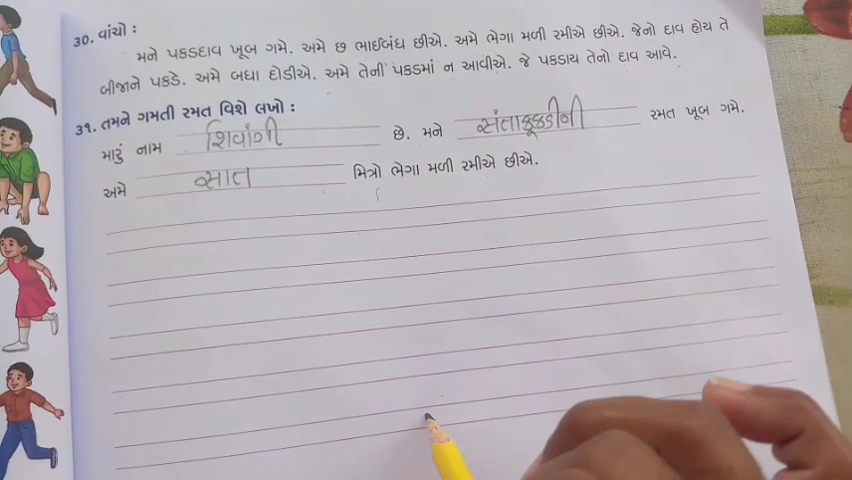 30. વાંચો :
મને પકડદાવ ખૂબ ગમે. અમે છ ભાઈબંધ છીએ. અમે ભેગા મળી રમીએ છીએ. જેનો દાવ હોય તે
બીજાને પકડે. અમે બધા દોડીએ. અમે તેની પકડમાં ન આવીએ. જે પકડાય તેનો દાવ આવે.
૩૧. તમને ગમતી રમત વિશે લખો :
મારું નામ શિવાંગી છે. મને સંતાકૂકડીની રમત ખૂબ ગમે.
અમે સાત મિત્રો ભેગા મળી રમીએ છીએ.